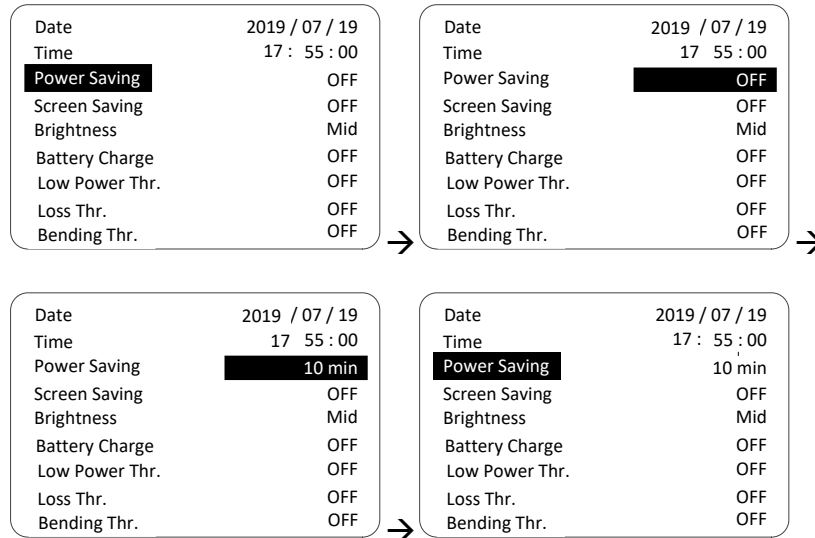 Date 2019 / 07 / 19
Time 17 : 55 : 00
Power Saving OFF
Screen Saving OFF
Brightness Mid
Battery Charge OFF
Low Power Thr. OFF
Loss Thr. OFF
Bending Thr. OFF
→
Date 2019 / 07 / 19
Time 17 55 : 00
Power Saving OFF
Screen Saving OFF
Brightness Mid
Battery Charge OFF
Low Power Thr. OFF
Loss Thr. OFF
Bending Thr. OFF
→
Date 2019 / 07 / 19
Time 17 55 : 00
Power Saving 10 min
Screen Saving OFF
Brightness Mid
Battery Charge OFF
Low Power Thr. OFF
Loss Thr. OFF
Bending Thr. OFF
→
Date 2019 / 07 / 19
Time 17 : 55 : 00
Power Saving 10 min
Screen Saving OFF
Brightness Mid
Battery Charge OFF
Low Power Thr. OFF
Loss Thr. OFF
Bending Thr. OFF